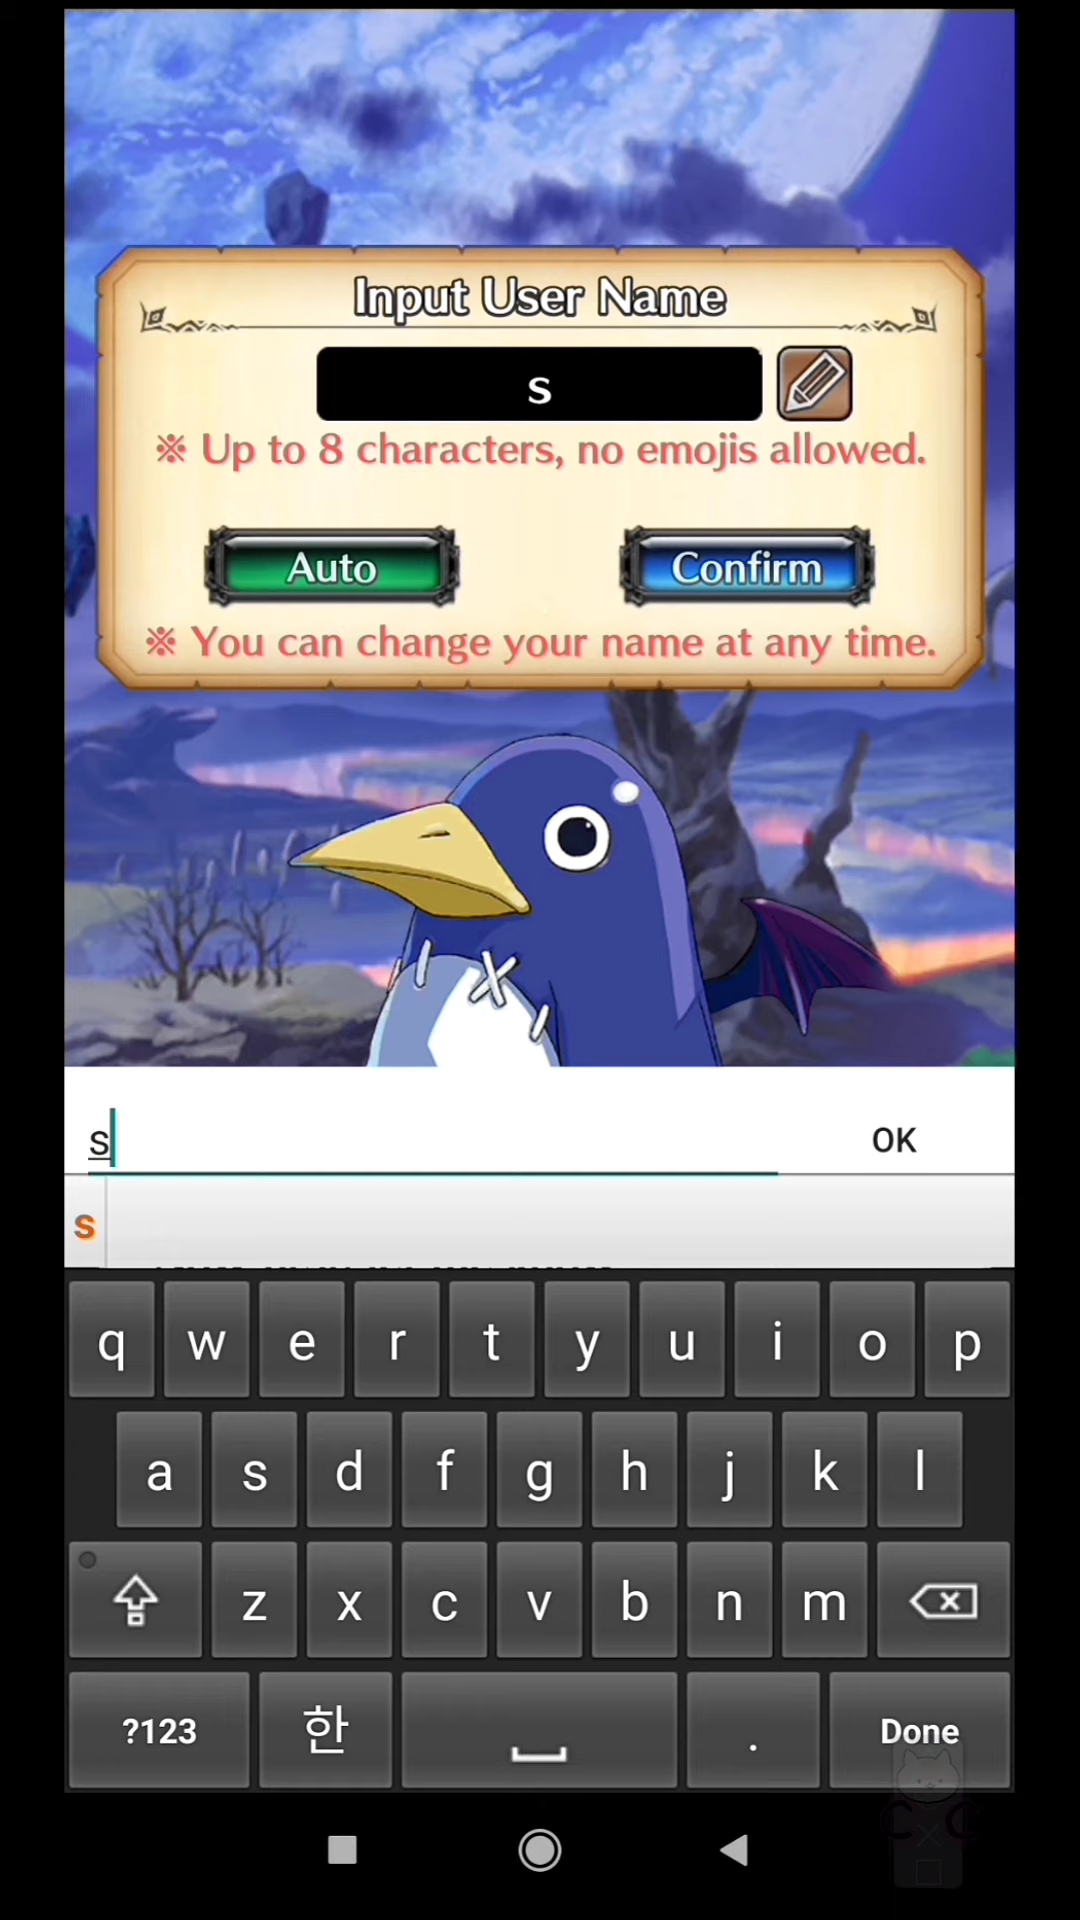 Input User Name
s
※ Up to 8 characters, no emojis allowed.
Auto
Confirm
※ You can change your name at any time.
s
OK
s
q w e r t y u i o p
a s d f g h j k l
z x c v b n m
?123 한 . Done